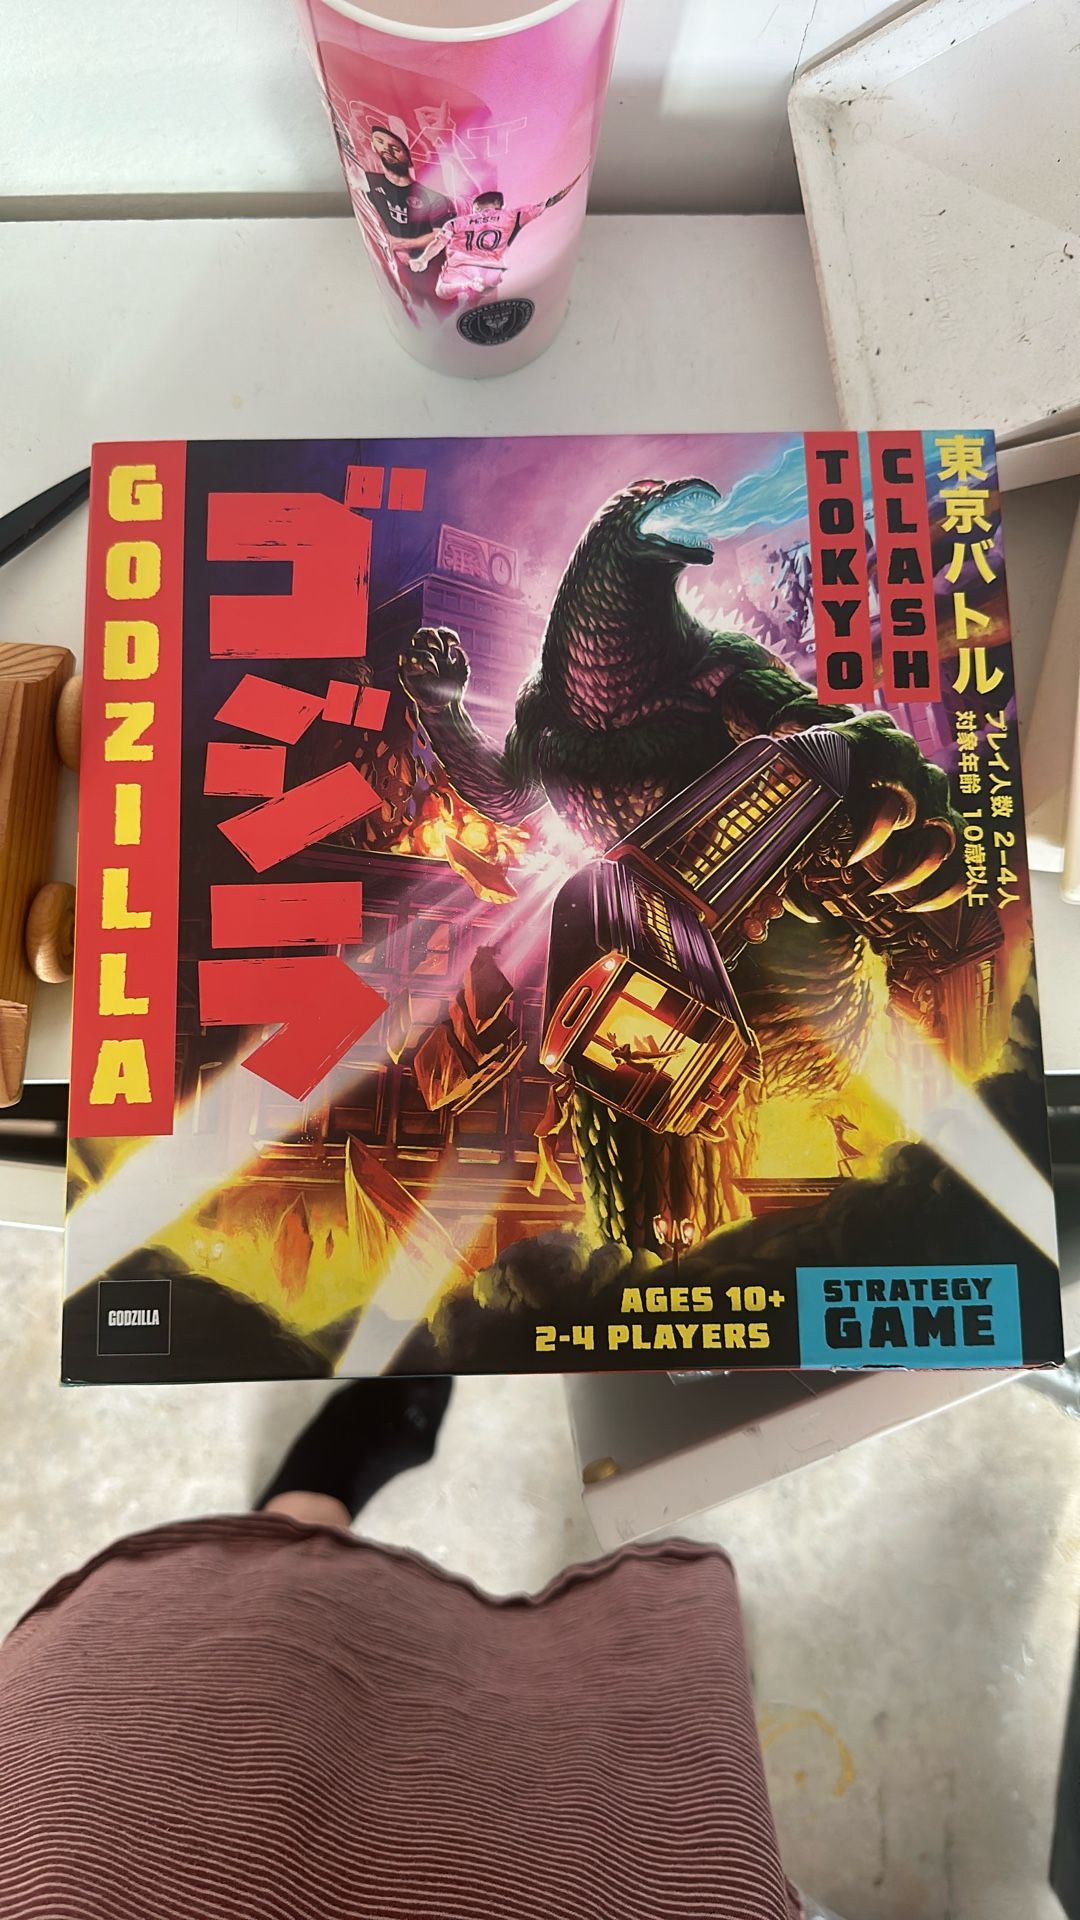 GOAT
MESSI
10
MIAMI
GODZILLA
ゴジラ
TOKYO
CLASH
東京バトル
プレイ人数 2-4人
対象年齢 10歳以上
GODZILLA
AGES 10+
2-4 PLAYERS
STRATEGY
GAME